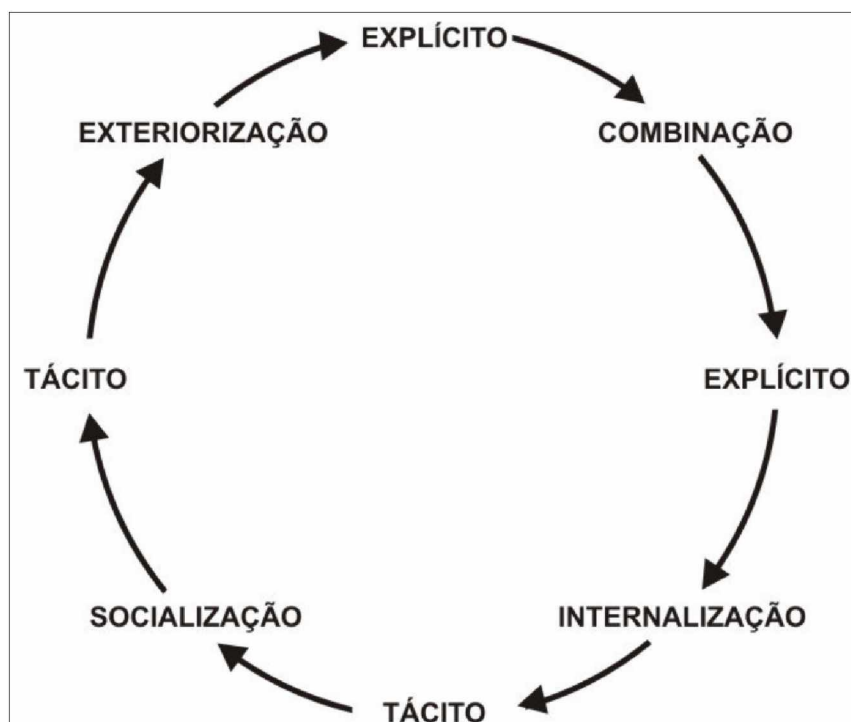 EXPLÍCITO
COMBINAÇÃO
EXPLÍCITO
INTERNALIZAÇÃO
TÁCITO
SOCIALIZAÇÃO
TÁCITO
EXTERIORIZAÇÃO